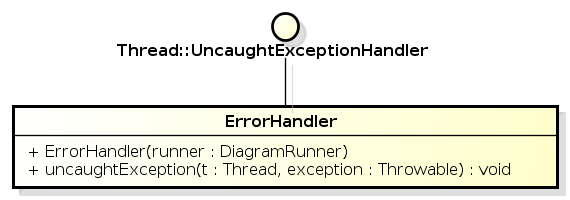 Thread::UncaughtExceptionHandler
ErrorHandler
+ ErrorHandler(runner : DiagramRunner)
+ uncaughtException(t : Thread, exception : Throwable) : void